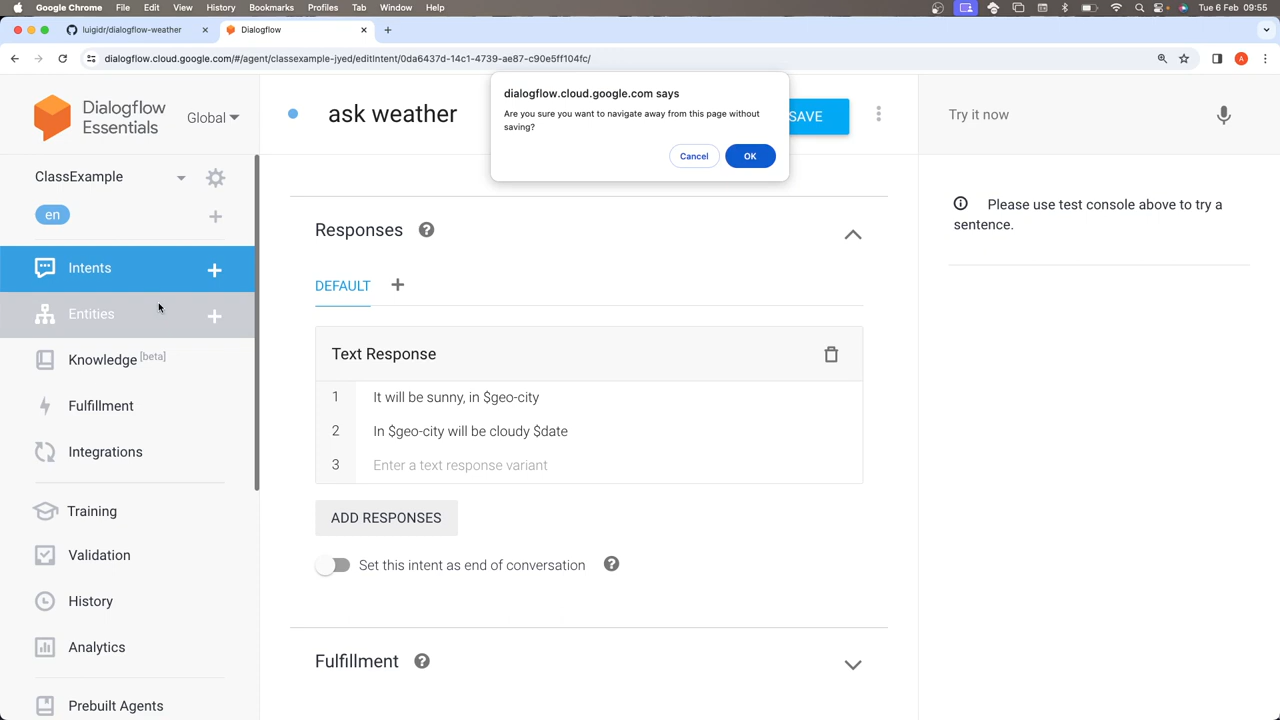 Google Chrome File Edit View History Bookmarks Profiles Tab Window Help
Tue 6 Feb 09:55
luigidr/dialogflow-weather
Dialogflow
dialogflow.cloud.google.com/#/agent/classexample-jyed/editIntent/0da6437d-14c1-4739-ae87-c90e5ff104fc/
A
dialogflow.cloud.google.com says
Are you sure you want to navigate away from this page without
saving?
Cancel
OK
Dialogflow
Essentials
Global
ask weather
SAVE
Try it now
ClassExample
en
Intents
Entities
Knowledge [beta]
Fulfillment
Integrations
Training
Validation
History
Analytics
Prebuilt Agents
Responses
DEFAULT
Text Response
1 It will be sunny, in $geo-city
2 In $geo-city will be cloudy $date
3 Enter a text response variant
ADD RESPONSES
Set this intent as end of conversation
Fulfillment
Please use test console above to try a
sentence.